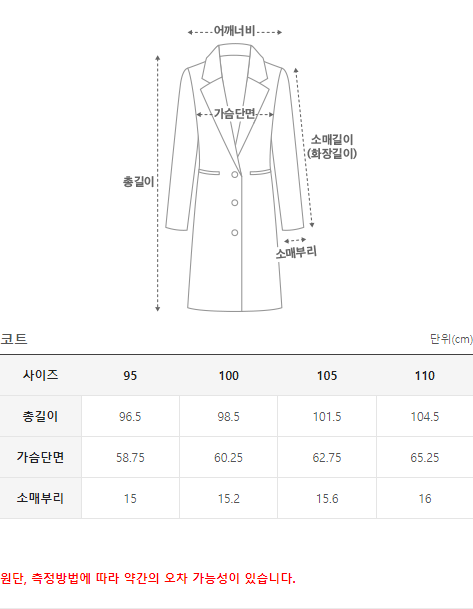 어깨너비
가슴단면
소매길이
(화장길이)
총길이
소매부리
코트 단위(cm)
사이즈 95 100 105 110
총길이 96.5 98.5 101.5 104.5
가슴단면 58.75 60.25 62.75 65.25
소매부리 15 15.2 15.6 16
원단, 측정방법에 따라 약간의 오차 가능성이 있습니다.